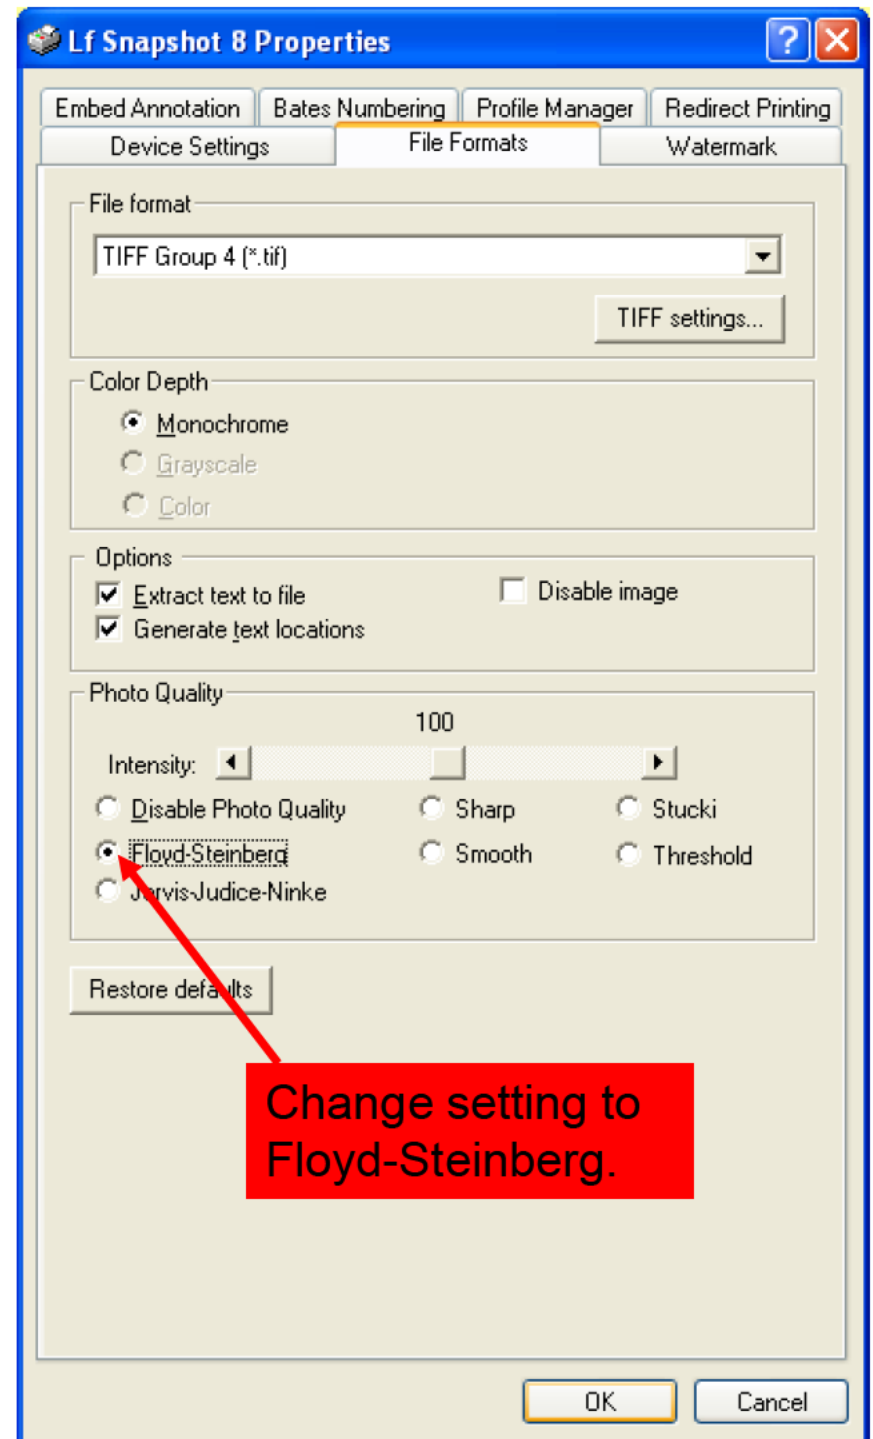 Lf Snapshot 8 Properties
Embed Annotation
Bates Numbering
Profile Manager
Redirect Printing
Device Settings
File Formats
Watermark
File format
TIFF Group 4 (*.tif)
TIFF settings...
Color Depth
Monochrome
Grayscale
Color
Options
Extract text to file
Disable image
Generate text locations
Photo Quality
100
Intensity:
Disable Photo Quality
Sharp
Stucki
Floyd-Steinberg
Smooth
Threshold
Jarvis-Judice-Ninke
Restore defaults
Change setting to
Floyd-Steinberg.
OK
Cancel